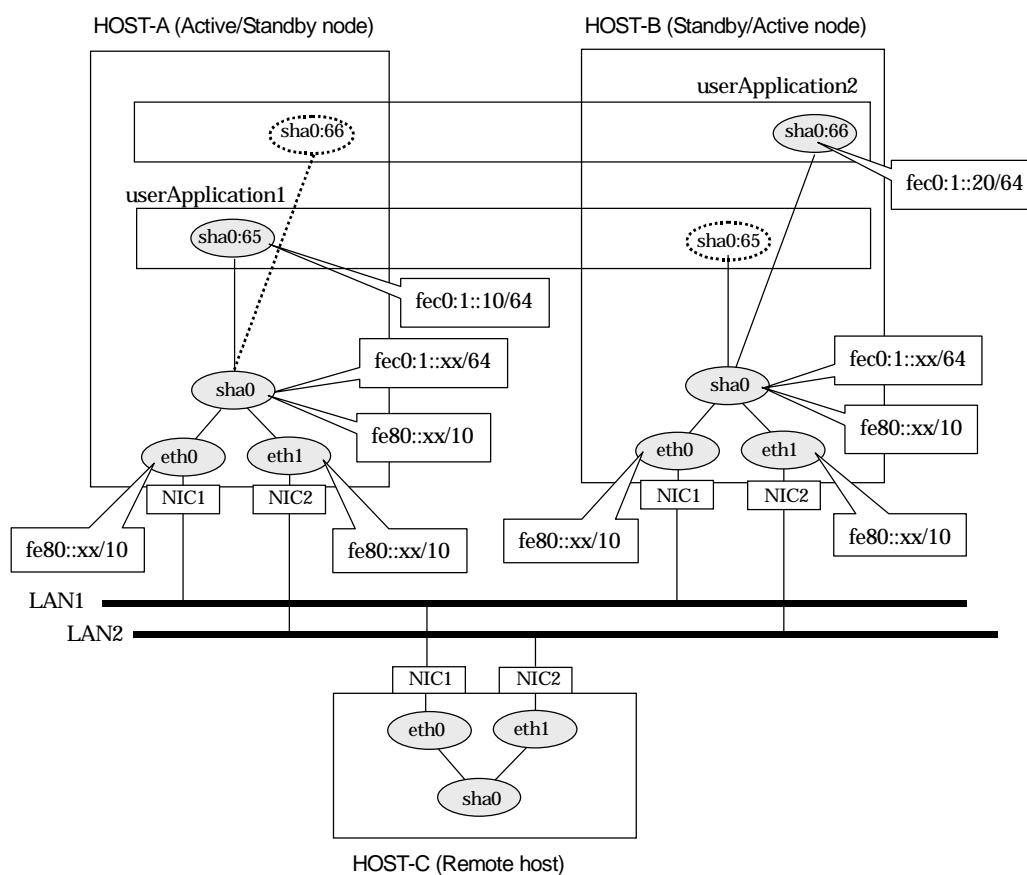 HOST-A (Active/Standby node)
HOST-B (Standby/Active node)
userApplication2
sha0:66
sha0:66
fec0:1::20/64
userApplication1
sha0:65
sha0:65
fec0:1::10/64
fec0:1::xx/64
fec0:1::xx/64
sha0
sha0
fe80::xx/10
fe80::xx/10
eth0
eth1
eth0
eth1
NIC1
NIC2
NIC1
NIC2
fe80::xx/10
fe80::xx/10
fe80::xx/10
fe80::xx/10
LAN1
LAN2
NIC1
NIC2
eth0
eth1
sha0
HOST-C (Remote host)